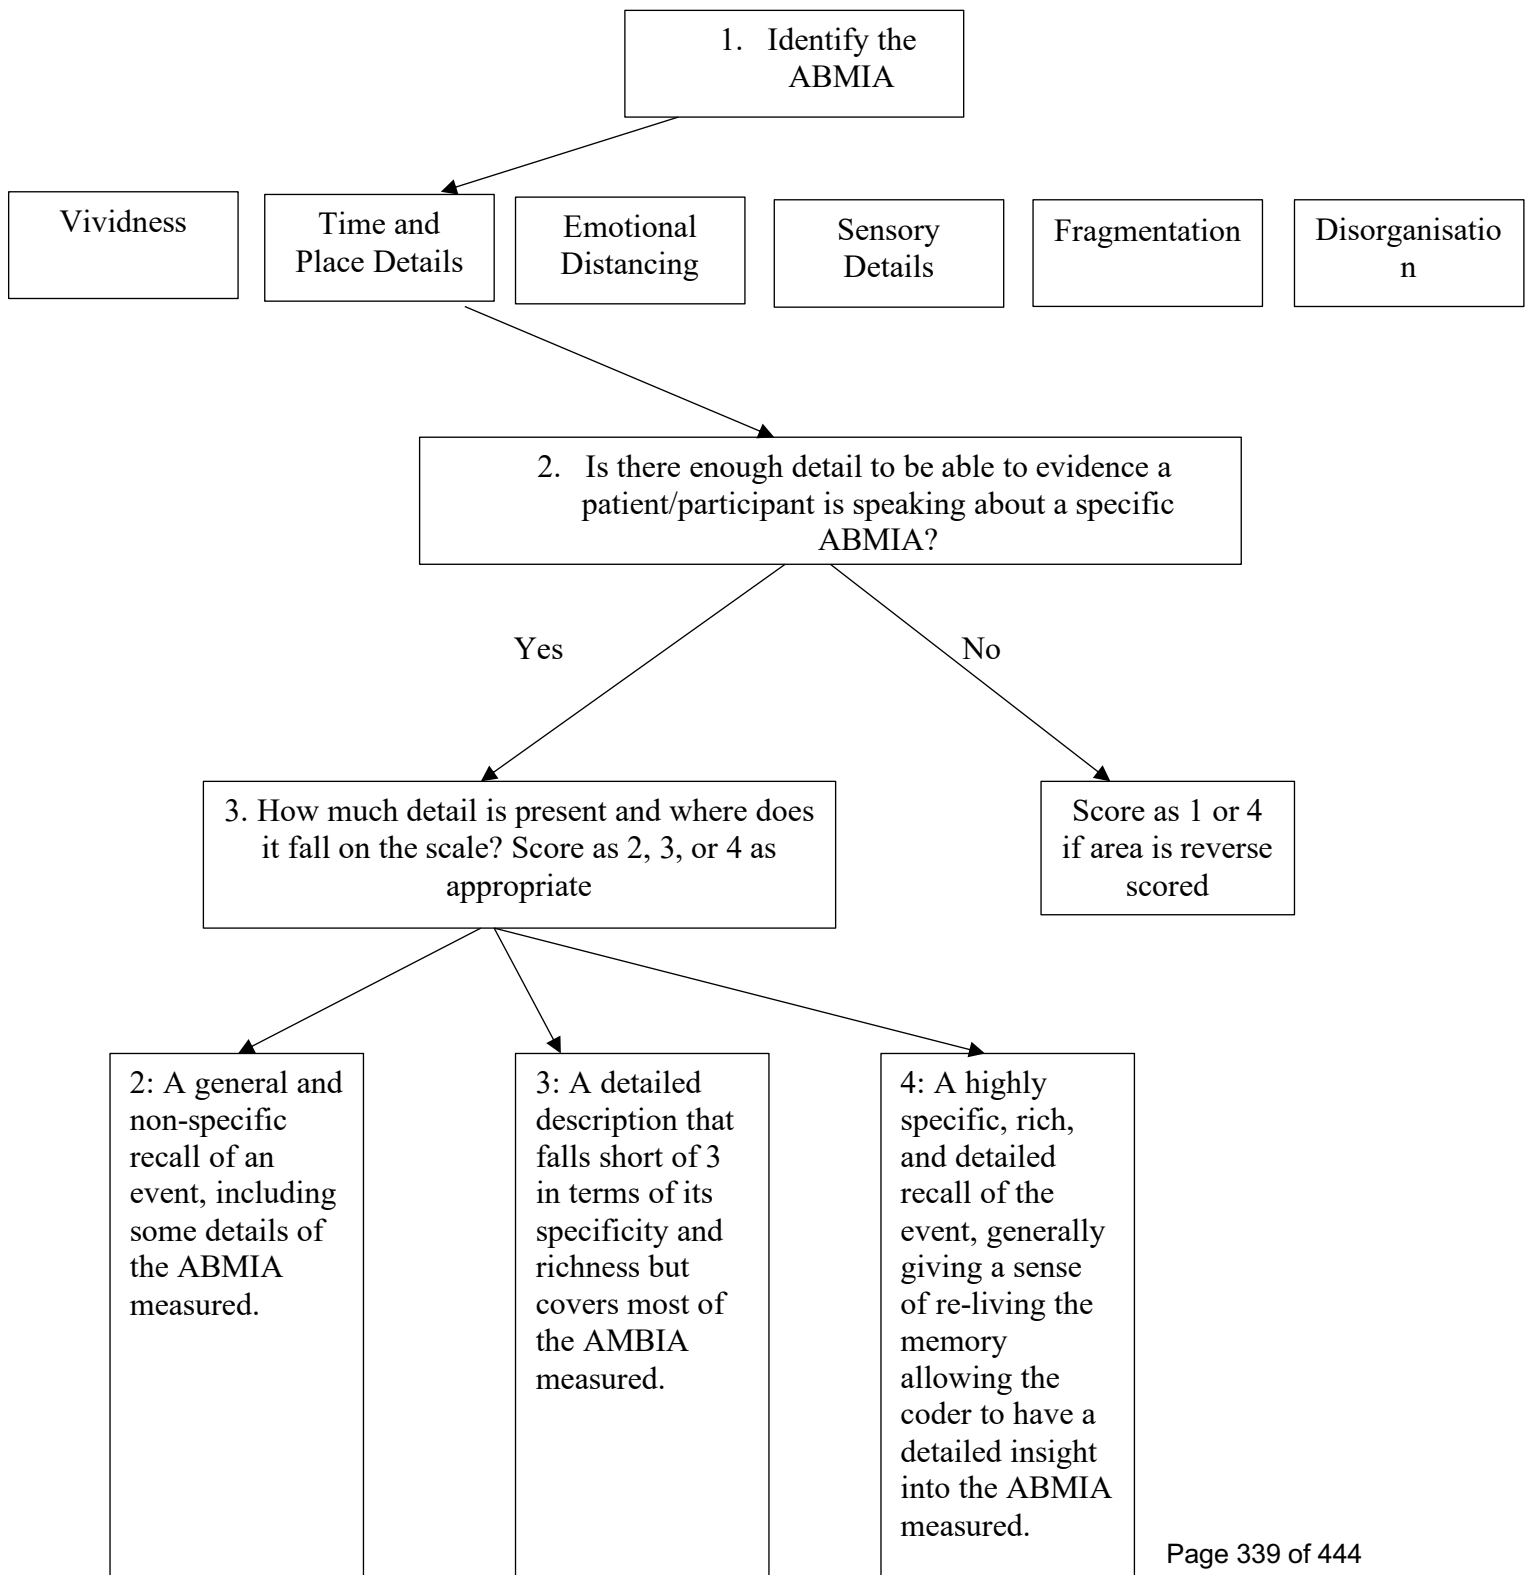 1. Identify the
ABMIA
Vividness
Time and
Place Details
Emotional
Distancing
Sensory
Details
Fragmentation
Disorganisatio
n
2. Is there enough detail to be able to evidence a
patient/participant is speaking about a specific
ABMIA?
Yes
No
3. How much detail is present and where does
it fall on the scale? Score as 2, 3, or 4 as
appropriate
Score as 1 or 4
if area is reverse
scored
2: A general and
non-specific
recall of an
event, including
some details of
the ABMIA
measured.
3: A detailed
description that
falls short of 3
in terms of its
specificity and
richness but
covers most of
the AMBIA
measured.
4: A highly
specific, rich,
and detailed
recall of the
event, generally
giving a sense
of re-living the
memory
allowing the
coder to have a
detailed insight
into the ABMIA
measured.
Page 339 of 444